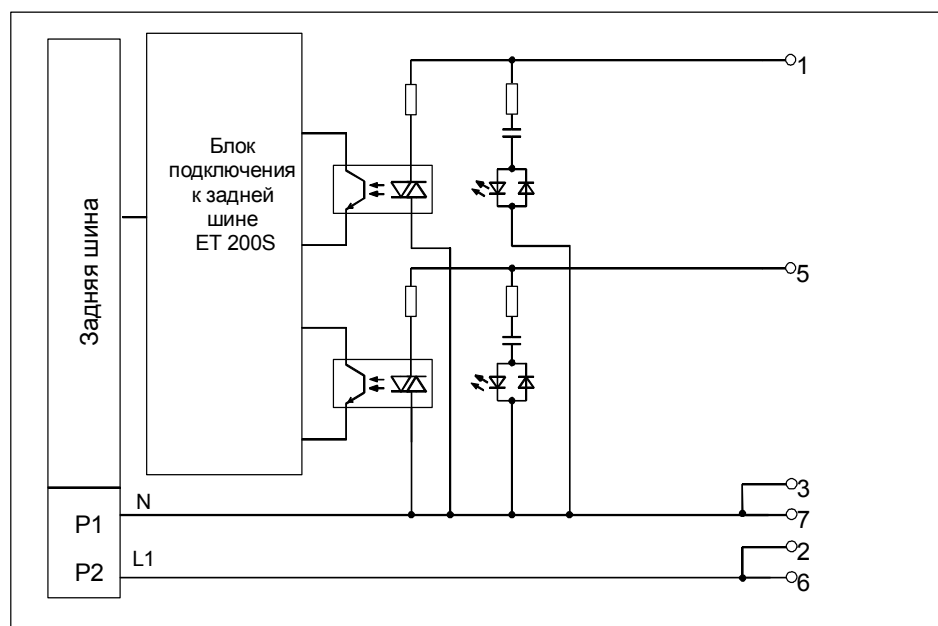 Задняя шина
Блок
подключения
к задней
шине
ET 200S
1
5
3
7
2
6
N
P1
L1
P2